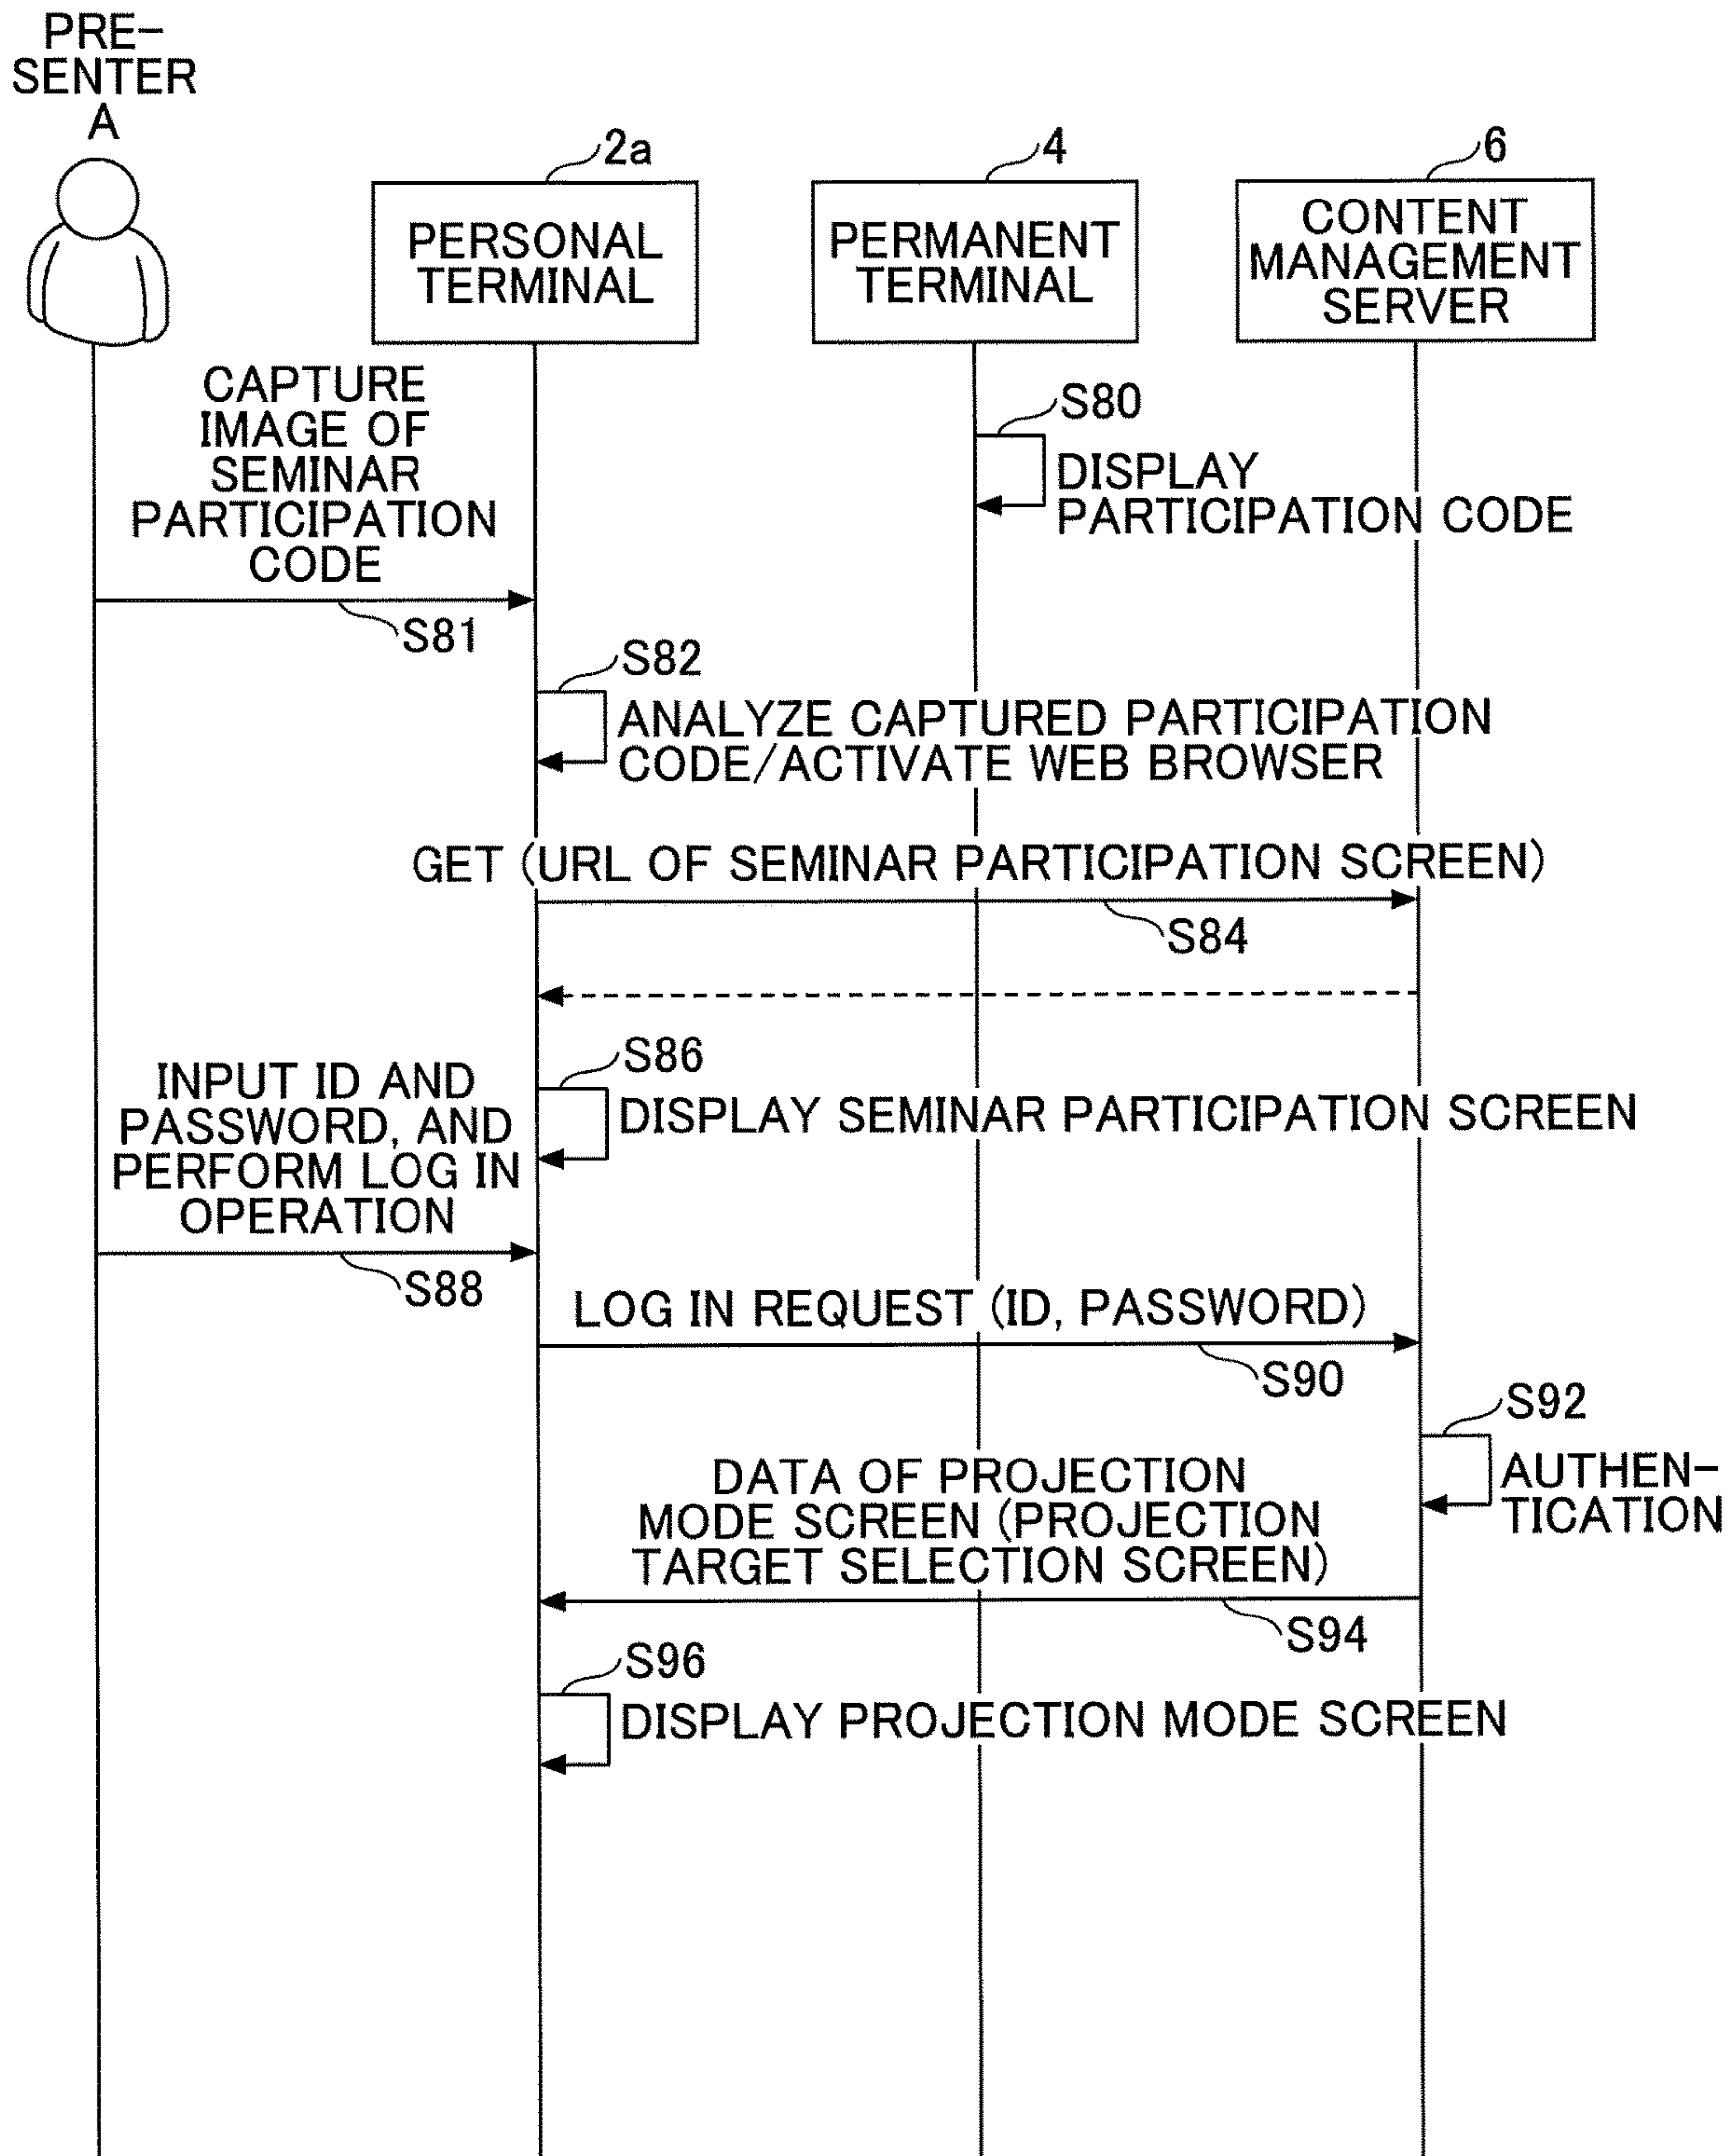 PRE-
SENTER
A
2a
4
6
PERSONAL
TERMINAL
PERMANENT
TERMINAL
CONTENT
MANAGEMENT
SERVER
CAPTURE
IMAGE OF
SEMINAR
PARTICIPATION
CODE
S80
DISPLAY
PARTICIPATION CODE
S81
S82
ANALYZE CAPTURED PARTICIPATION
CODE/ACTIVATE WEB BROWSER
GET (URL OF SEMINAR PARTICIPATION SCREEN)
S84
S86
DISPLAY SEMINAR PARTICIPATION SCREEN
INPUT ID AND
PASSWORD, AND
PERFORM LOG IN
OPERATION
S88
LOG IN REQUEST (ID, PASSWORD)
S90
S92
AUTHEN-
TICATION
DATA OF PROJECTION
MODE SCREEN (PROJECTION
TARGET SELECTION SCREEN)
S94
S96
DISPLAY PROJECTION MODE SCREEN